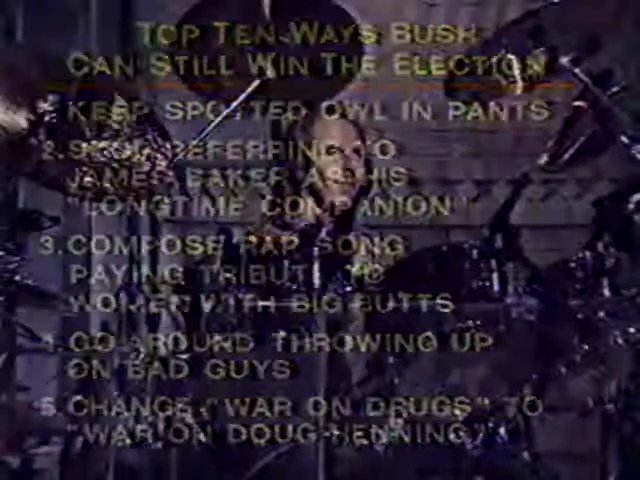 TOP TEN WAYS BUSH
CAN STILL WIN THE ELECTION
1. KEEP SPOTTED OWL IN PANTS
2. STOP REFERRING TO
JAMES BAKER AS HIS
"LONGTIME COMPANION"
3. COMPOSE RAP SONG
PAYING TRIBUTE TO
WOMEN WITH BIG BUTTS
4. GO AROUND THROWING UP
ON BAD GUYS
5. CHANGE "WAR ON DRUGS" TO
"WAR ON DOUG HENNING"